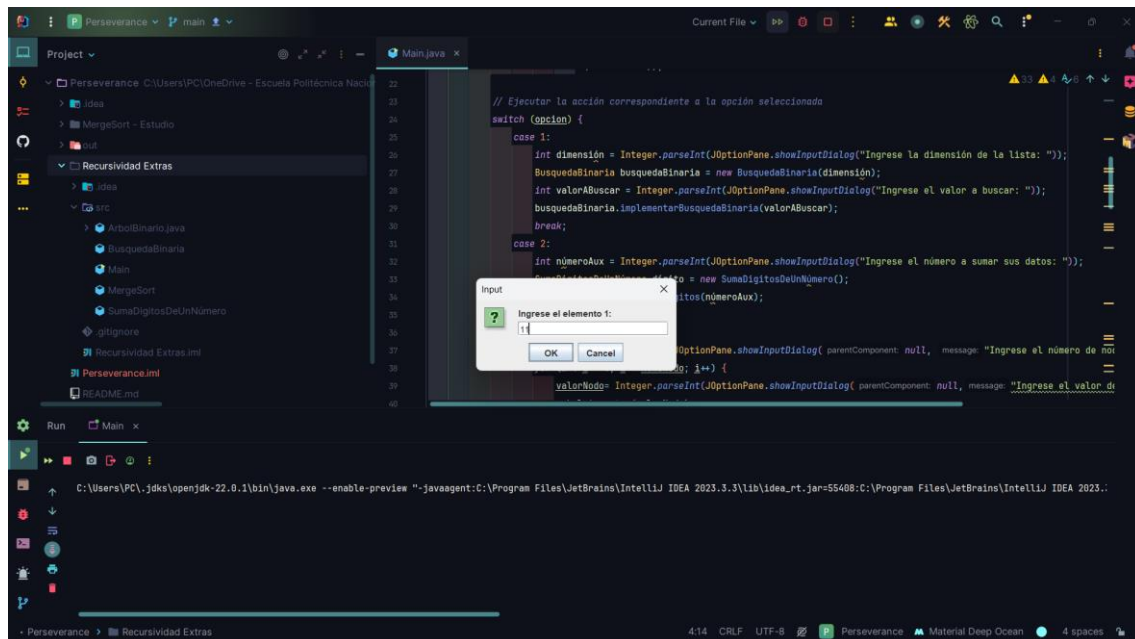 Perseverance main Current File
Project Main.java
Perseverance C:\Users\PC\OneDrive - Escuela Politécnica Nacior
.idea
MergeSort - Estudio
out
Recursividad Extras
.idea
src
ArbolBinario.java
BusquedaBinaria
Main
MergeSort
SumaDigitosDeUnNúmero
.gitignore
Recursividad Extras.iml
Perseverance.iml
README.md
33 4 6
22
23 // Ejecutar la acción correspondiente a la opción seleccionada
24 switch (opcion) {
25 case 1:
26 int dimensión = Integer.parseInt(JOptionPane.showInputDialog("Ingrese la dimensión de la lista: "));
27 BusquedaBinaria busquedaBinaria = new BusquedaBinaria(dimensión);
28 int valorABuscar = Integer.parseInt(JOptionPane.showInputDialog("Ingrese el valor a buscar: "));
29 busquedaBinaria.implementarBusquedaBinaria(valorABuscar);
30 break;
31 case 2:
32 int númeroAux = Integer.parseInt(JOptionPane.showInputDialog("Ingrese el número a sumar sus datos: "));
33 = new SumaDigitosDeUnNúmero();
34 (númeroAux);
35
36
37 OptionPane.showInputDialog( parentComponent: null, message: "Ingrese el número de
38 i++) {
39 valorNodo= Integer.parseInt(JOptionPane.showInputDialog( parentComponent: null, message: "Ingrese el valor
40
Input
Ingrese el elemento 1:
11
OK Cancel
Run Main
C:\Users\PC\.jdks\openjdk-22.0.1\bin\java.exe --enable-preview "-javaagent:C:\Program Files\JetBrains\IntelliJ IDEA 2023.3.3\lib\idea_rt.jar=55408:C:\Program Files\JetBrains\IntelliJ IDEA 2023.
Perseverance Recursividad Extras 4:14 CRLF UTF-8 Perseverance Material Deep Ocean 4 spaces